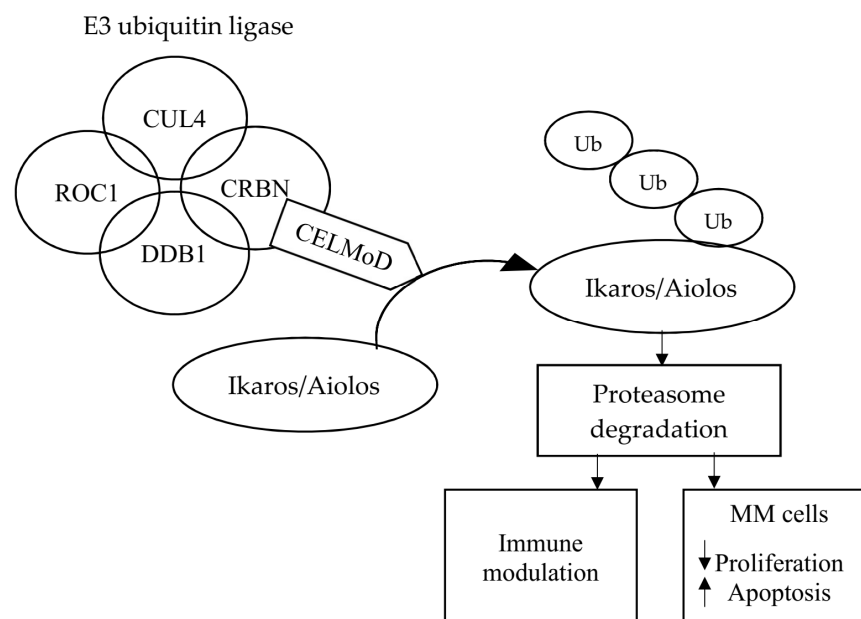 E3 ubiquitin ligase
CUL4
ROC1
CRBN
DDB1
CELMoD
Ikaros/Aiolos
Ub
Ub
Ub
Ikaros/Aiolos
Proteasome
degradation
Immune
modulation
MM cells
↓ Proliferation
↑ Apoptosis